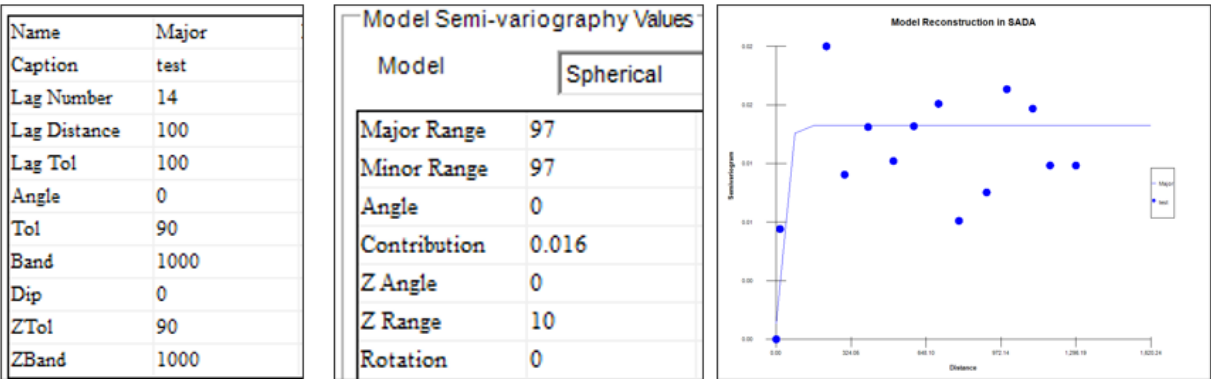 Name Major
Caption test
Lag Number 14
Lag Distance 100
Lag Tol 100
Angle 0
Tol 90
Band 1000
Dip 0
ZTol 90
ZBand 1000
Model Semi-variography Values
Model Spherical
Major Range 97
Minor Range 97
Angle 0
Contribution 0.016
Z Angle 0
Z Range 10
Rotation 0
Model Reconstruction in SADA
0.02
0.02
0.01
0.01
0.00
0.00
Semivariogram
0.00 324.05 648.10 972.14 1,296.19 1,620.24
Distance
Major
test